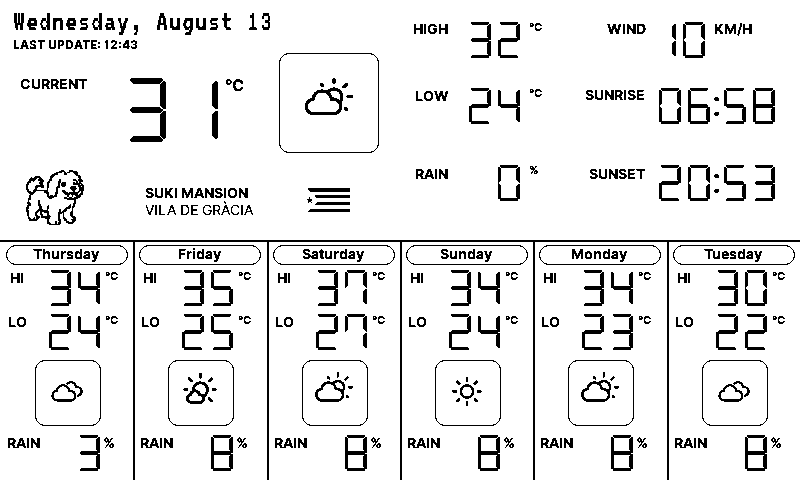 Wednesday, August 13
LAST UPDATE: 12:43
CURRENT 31 °C
SUKI MANSION
VILA DE GRÀCIA
HIGH 32 °C
LOW 24 °C
RAIN 0 %
WIND 10 KM/H
SUNRISE 06:58
SUNSET 20:53
Thursday
HI 34 °C
LO 24 °C
RAIN 3 %
Friday
HI 35 °C
LO 25 °C
RAIN 8 %
Saturday
HI 37 °C
LO 27 °C
RAIN 8 %
Sunday
HI 34 °C
LO 24 °C
RAIN 8 %
Monday
HI 34 °C
LO 23 °C
RAIN 8 %
Tuesday
HI 30 °C
LO 22 °C
RAIN 8 %